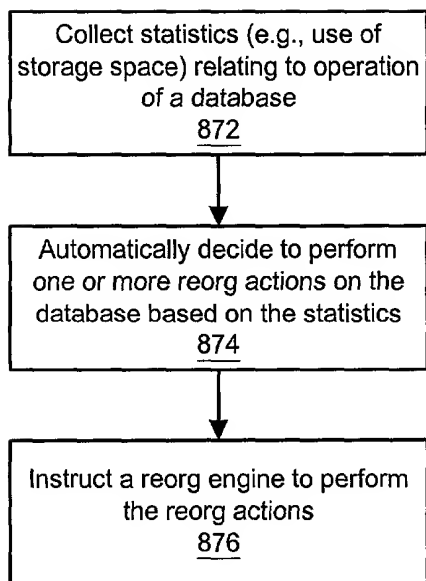 Collect statistics (e.g., use of
storage space) relating to operation
of a database
872
Automatically decide to perform
one or more reorg actions on the
database based on the statistics
874
Instruct a reorg engine to perform
the reorg actions
876